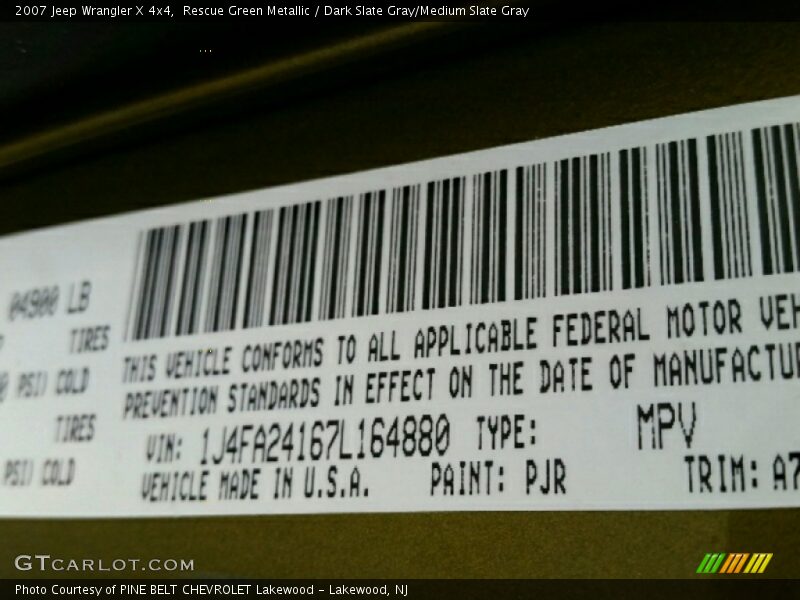 2007 Jeep Wrangler X 4x4,  Rescue Green Metallic / Dark Slate Gray/Medium Slate Gray
...
04900 LB
TIRES
PSI) COLD
TIRES
PSI) COLD
THIS VEHICLE CONFORMS TO ALL APPLICABLE FEDERAL MOTOR VEH
PREVENTION STANDARDS IN EFFECT ON THE DATE OF MANUFACTU
VIN: 1J4FA24167L164880 TYPE: MPV
VEHICLE MADE IN U.S.A. PAINT: PJR TRIM: A7
GTCARLOT.COM
Photo Courtesy of PINE BELT CHEVROLET Lakewood - Lakewood, NJ